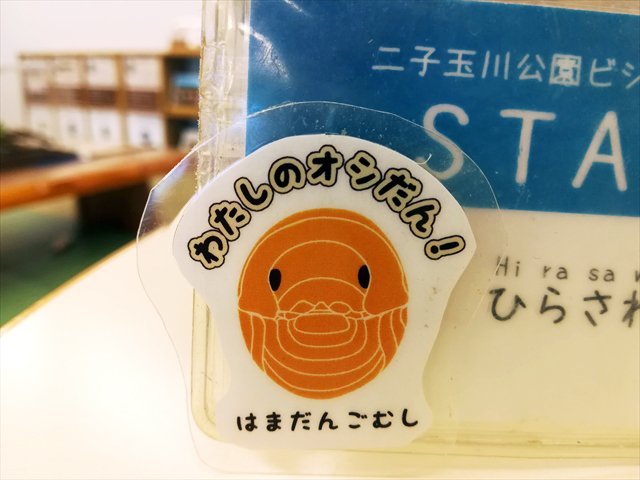 二子玉川公園ビジ
STA
わたしのオシだん!
Hi ra sa
ひらさわ
はまだんごむし